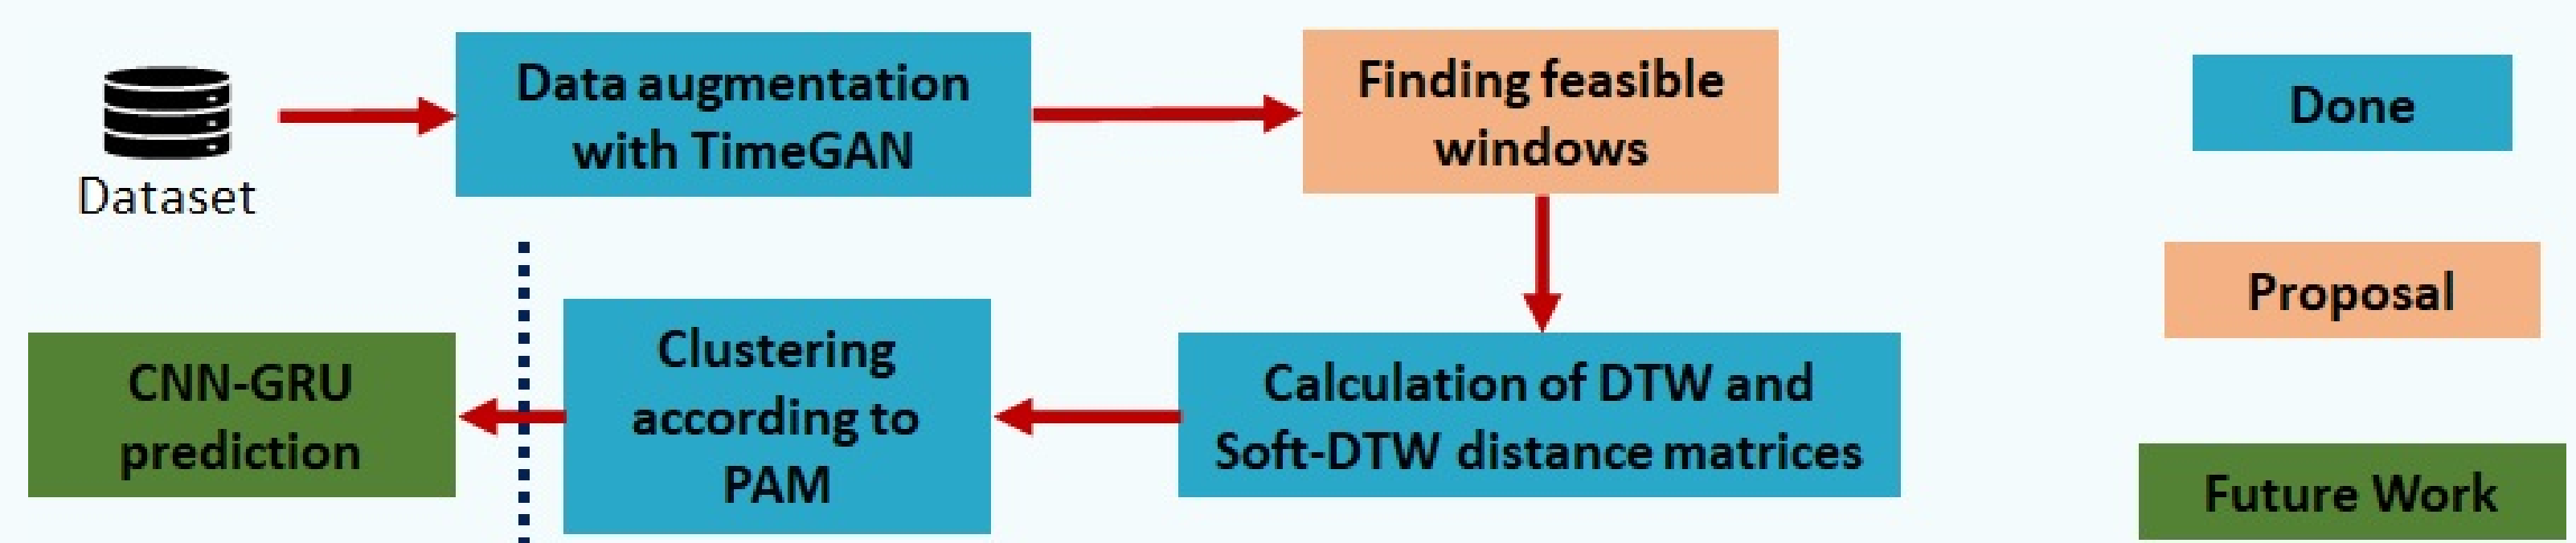 Dataset
Data augmentation
with TimeGAN
Finding feasible
windows
Calculation of DTW and
Soft-DTW distance matrices
Clustering
according to
PAM
CNN-GRU
prediction
Done
Proposal
Future Work